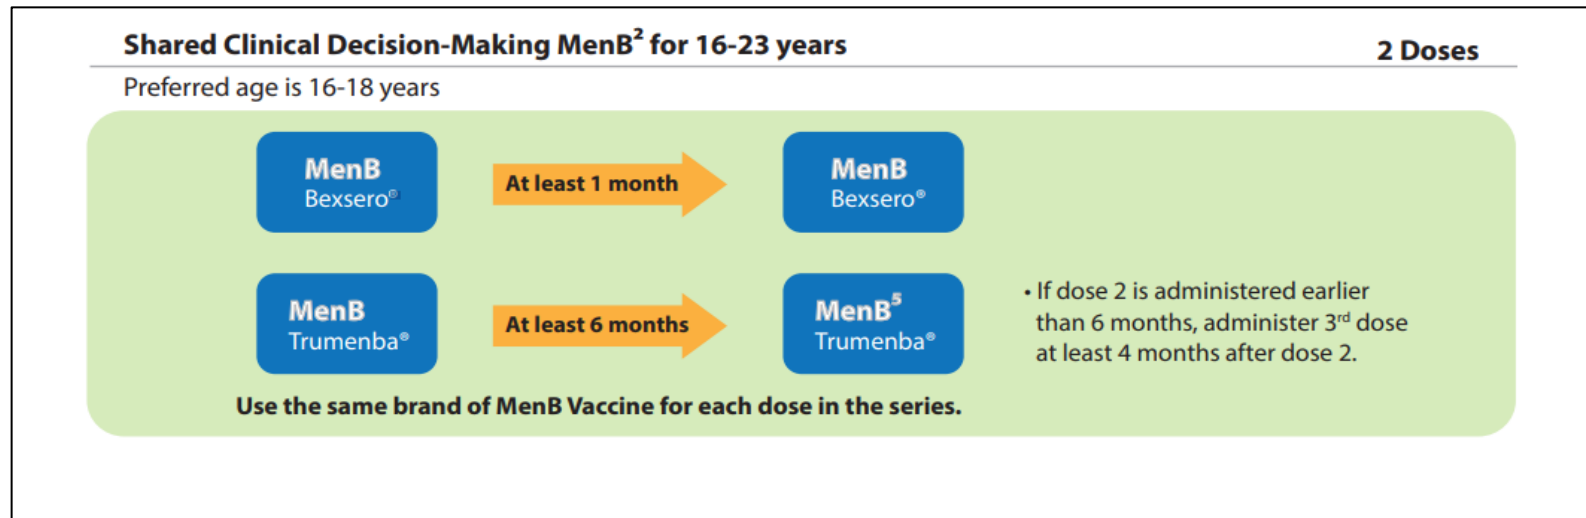 Shared Clinical Decision-Making MenB² for 16-23 years
2 Doses
Preferred age is 16-18 years
MenB
Bexsero®
At least 1 month
MenB
Bexsero®
MenB
Trumenba®
At least 6 months
MenB⁵
Trumenba®
• If dose 2 is administered earlier
than 6 months, administer 3ʳᵈ dose
at least 4 months after dose 2.
Use the same brand of MenB Vaccine for each dose in the series.